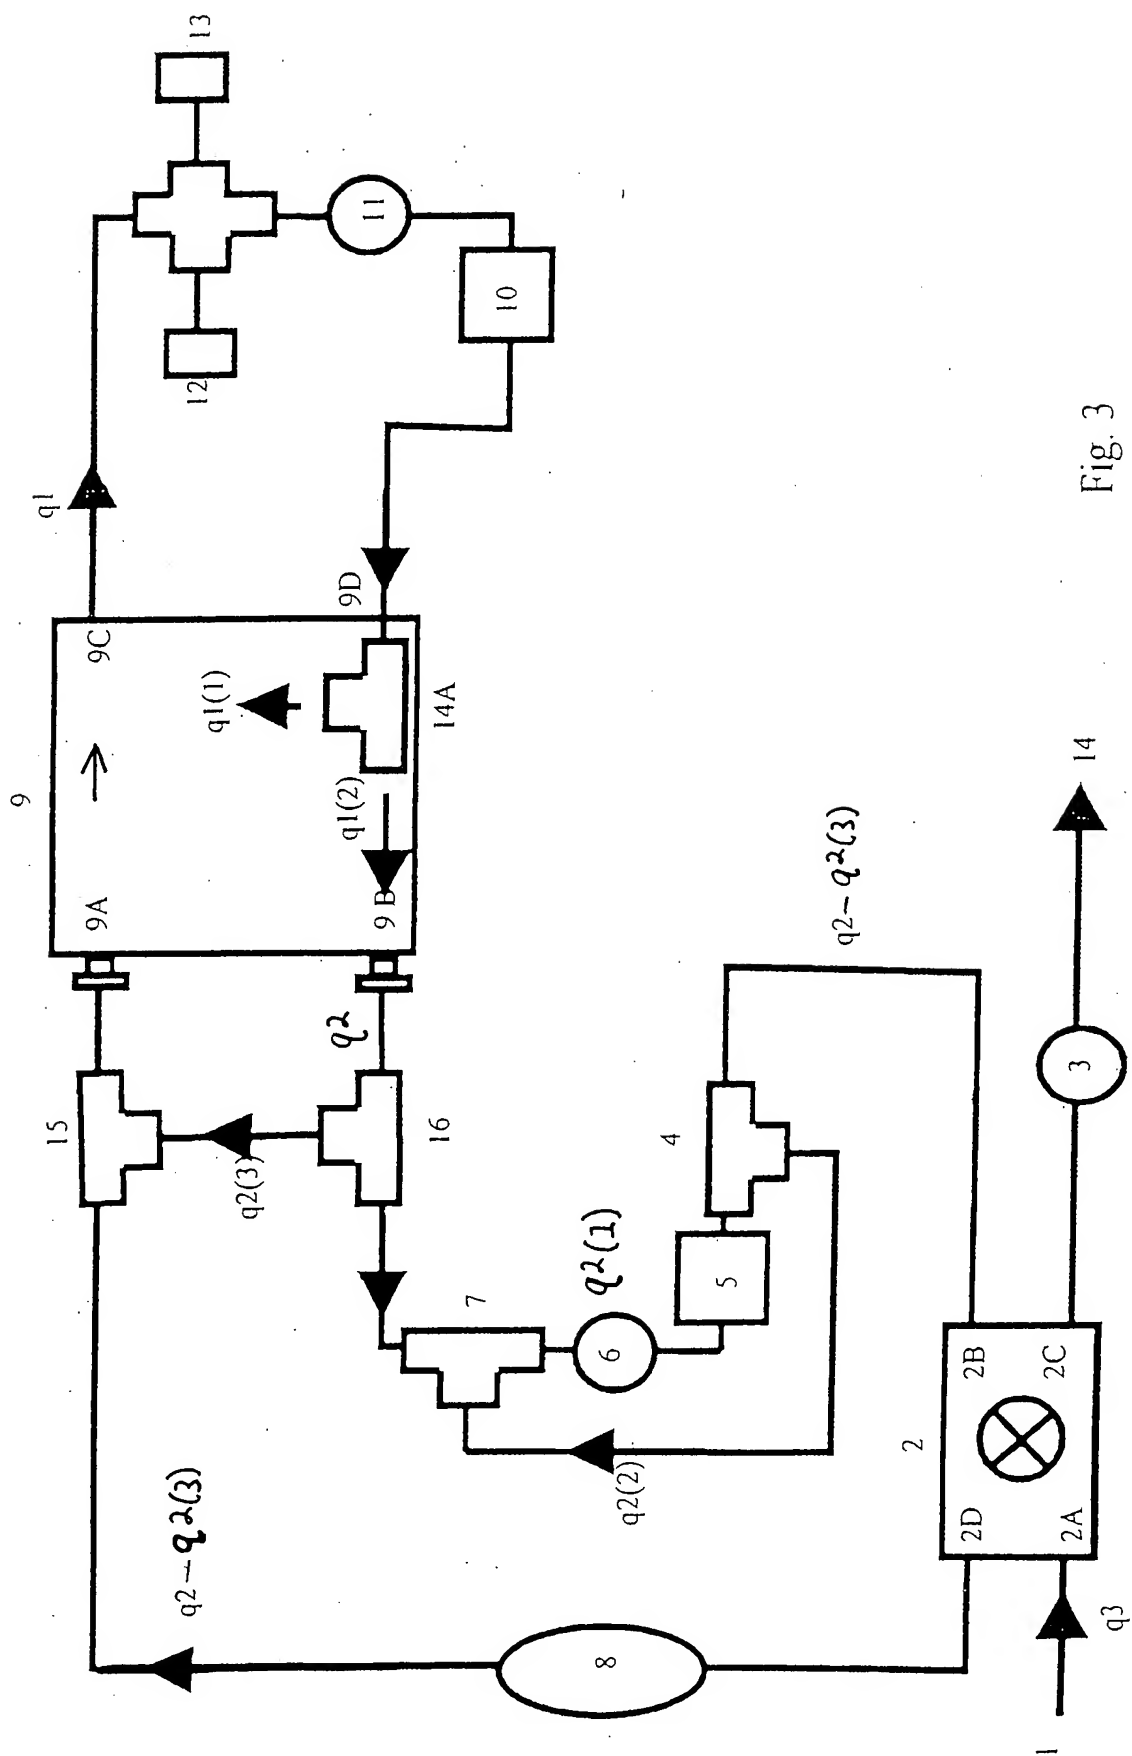 13
12
11
10
q1
9
9A
9C
9D
9 B
q1(1)
q1(2)
14A
15
16
q2
q2(3)
q2-q2(3)
7
6
q2(1)
5
4
q2(2)
q2-q2(3)
8
2
2D
2B
2A
2C
3
14
1
q3
Fig. 3